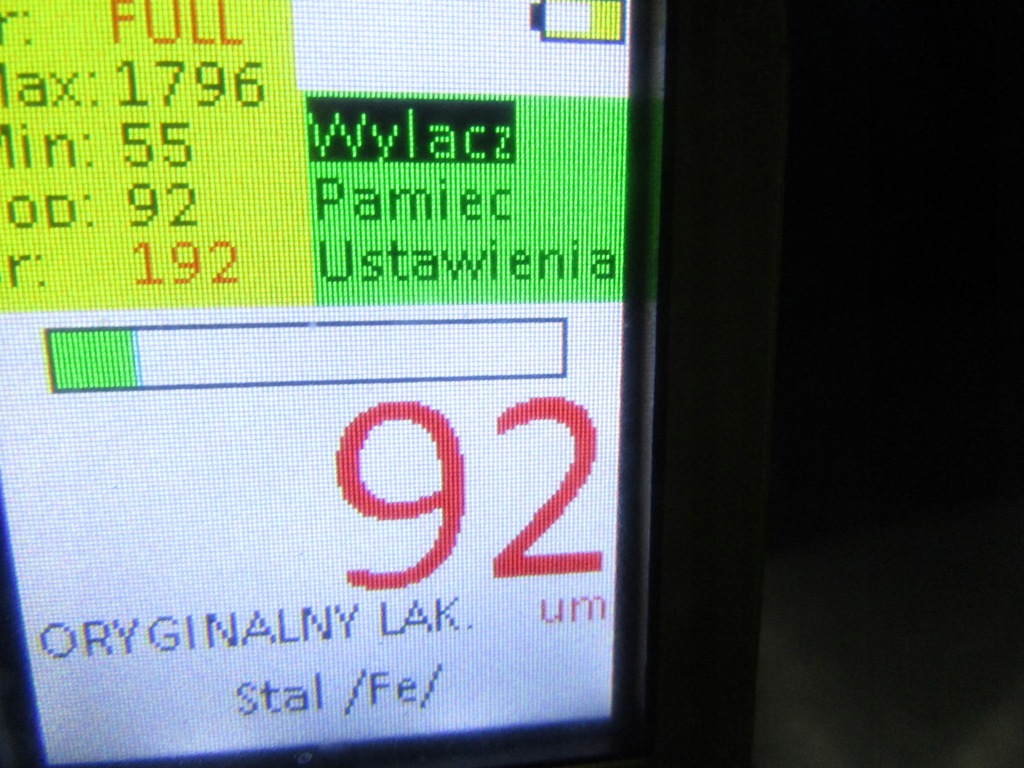 r: FULL
Max: 1796
Min: 55
92
r: 192
Wylacz
Pamiec
Ustawienia
92
um
ORYGINALNY LAK.
Stal /Fe/